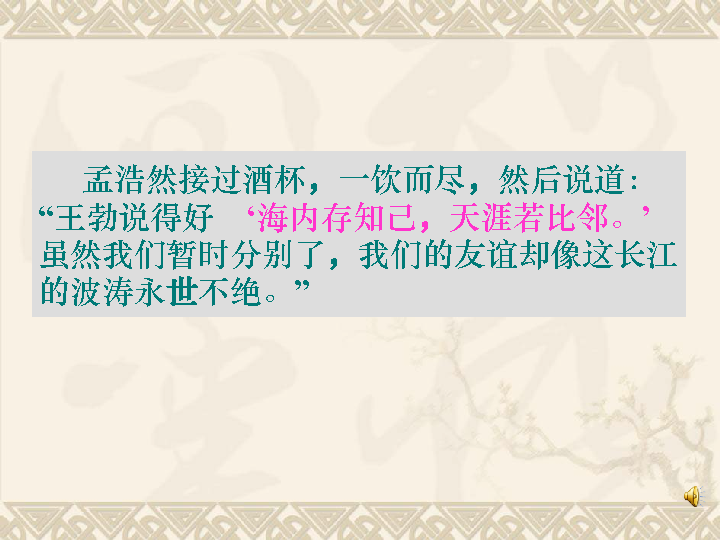 孟浩然接过酒杯，一饮而尽，然后说道：
“王勃说得好 ‘海内存知己，天涯若比邻。’
虽然我们暂时分别了，我们的友谊却像这长江
的波涛永世不绝。”